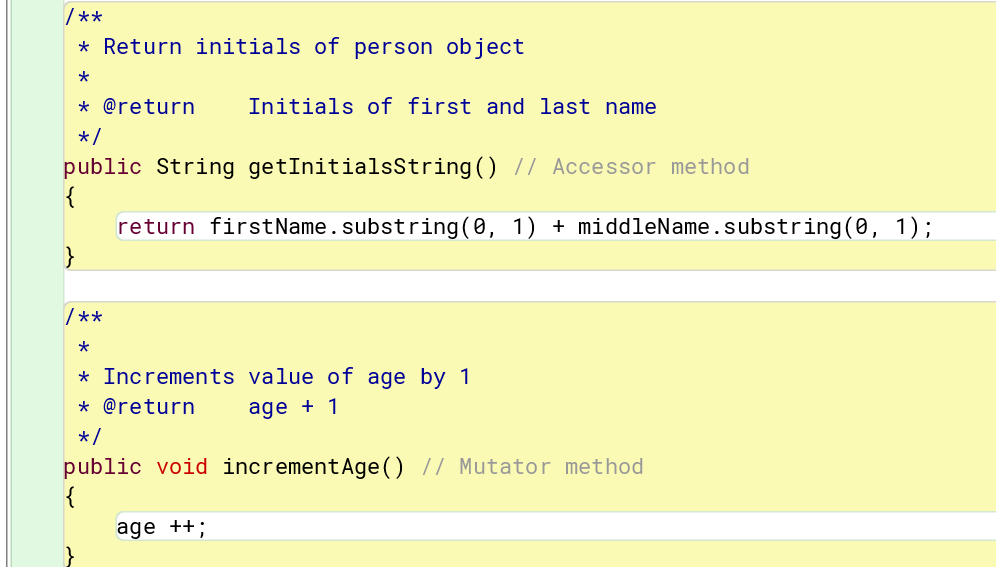 /**
 * Return initials of person object
 *
 * @return    Initials of first and last name
 */
public String getInitialsString() // Accessor method
{
    return firstName.substring(0, 1) + middleName.substring(0, 1);
}
/**
 *
 * Increments value of age by 1
 * @return    age + 1
 */
public void incrementAge() // Mutator method
{
    age ++;
}